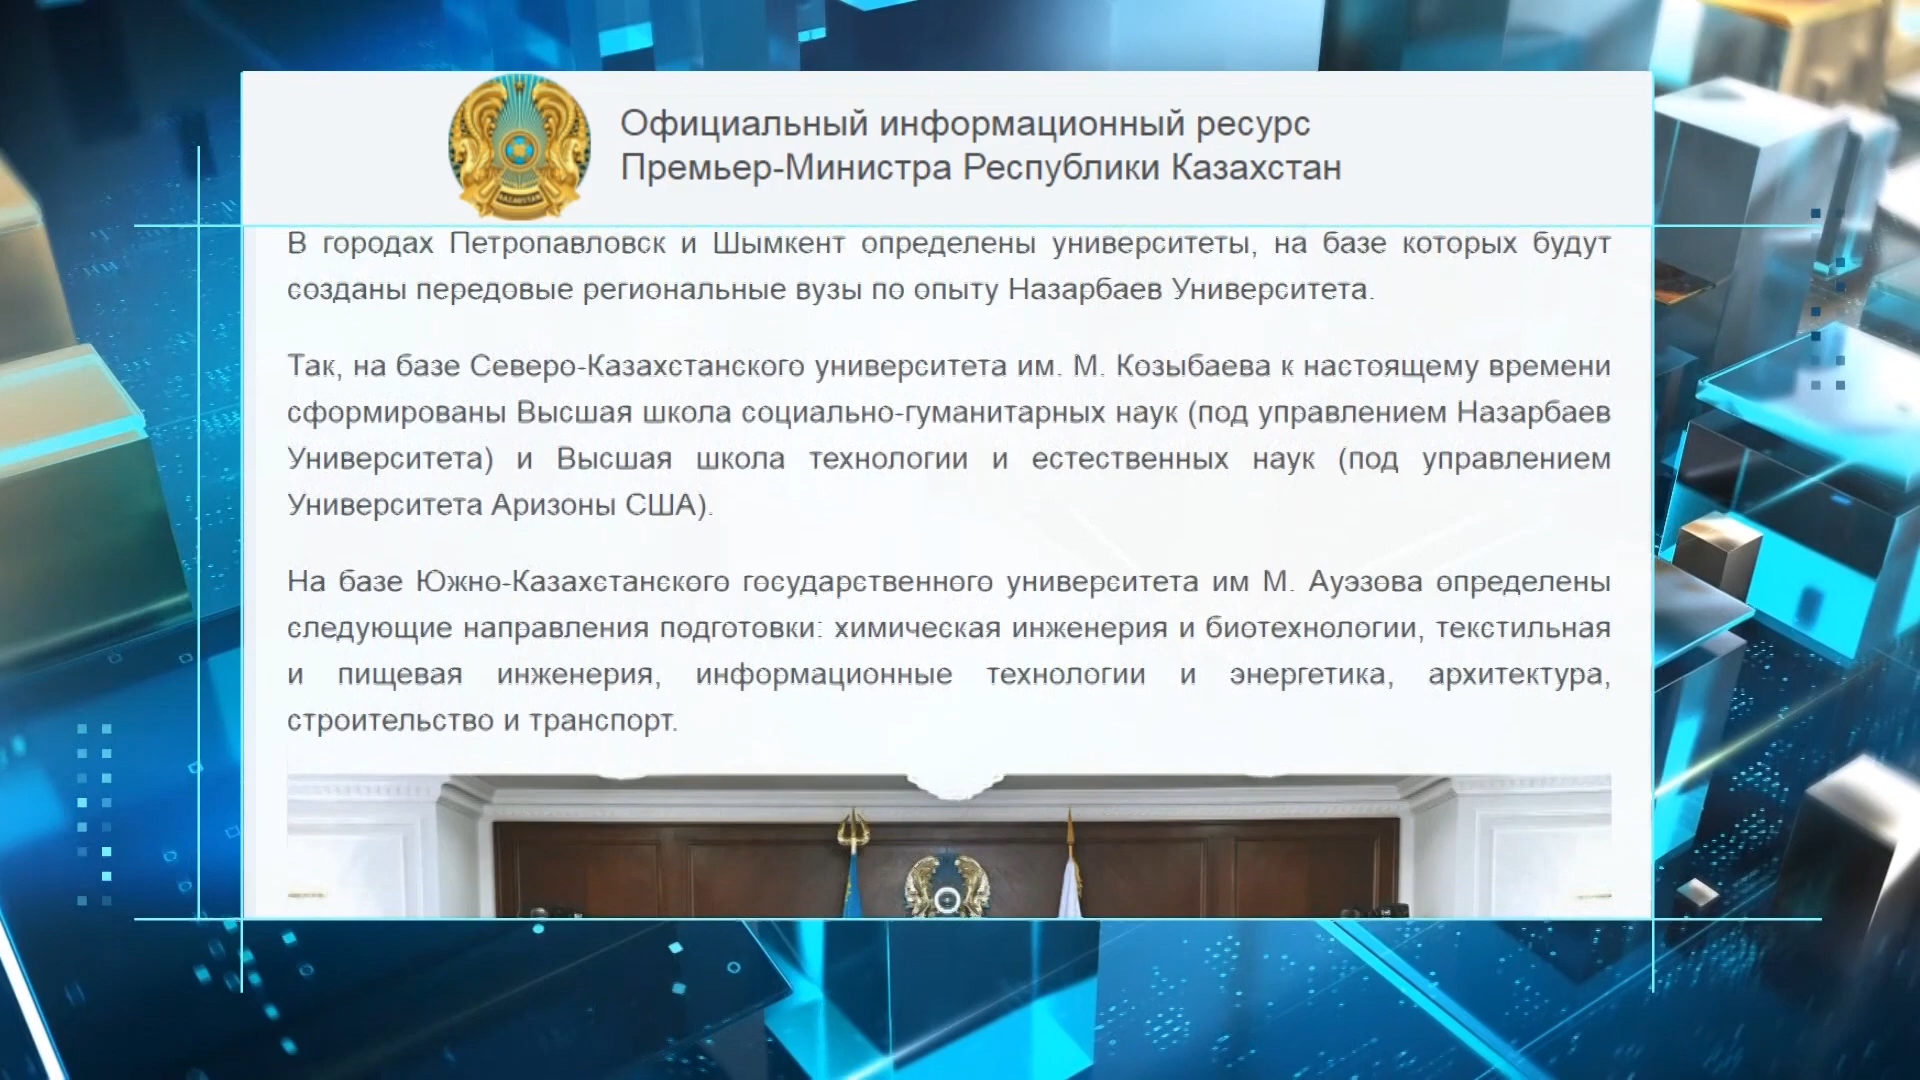 Официальный информационный ресурс
Премьер-Министра Республики Казахстан
В городах Петропавловск и Шымкент определены университеты, на базе которых будут
созданы передовые региональные вузы по опыту Назарбаев Университета.
Так, на базе Северо-Казахстанского университета им. М. Козыбаева к настоящему времени
сформированы Высшая школа социально-гуманитарных наук (под управлением Назарбаев
Университета) и Высшая школа технологии и естественных наук (под управлением
Университета Аризоны США).
На базе Южно-Казахстанского государственного университета им М. Ауэзова определены
следующие направления подготовки: химическая инженерия и биотехнологии, текстильная
и пищевая инженерия, информационные технологии и энергетика, архитектура,
строительство и транспорт.